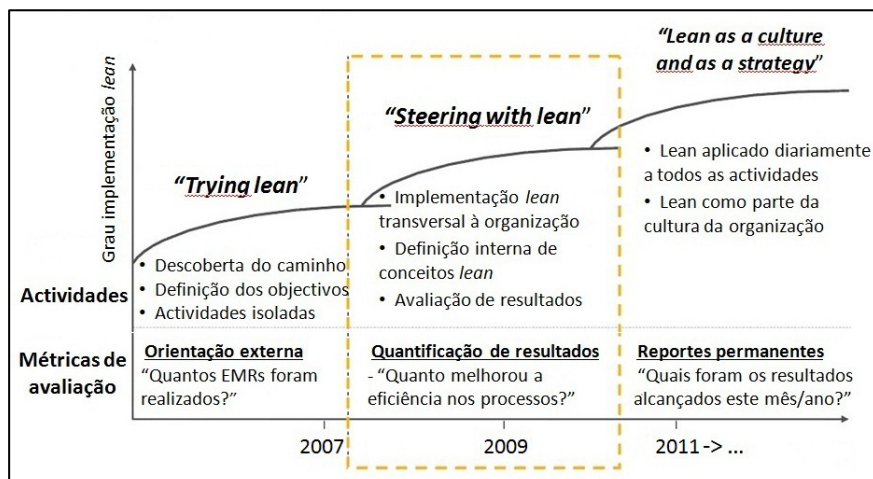 “Lean as a culture
and as a strategy”
“Steering with lean”
“Trying lean”
Grau implementação lean
• Lean aplicado diariamente
a todos as actividades
• Lean como parte da
cultura da organização
• Implementação lean
transversal à organização
• Definição interna de
conceitos lean
• Avaliação de resultados
• Descoberta do caminho
• Definição dos objectivos
• Actividades isoladas
Actividades
Métricas de
avaliação
Orientação externa
“Quantos EMRs foram
realizados?”
Quantificação de resultados
- “Quanto melhorou a
eficiência nos processos?”
Reportes permanentes
“Quais foram os resultados
alcançados este mês/ano?”
2007
2009
2011 -> ...